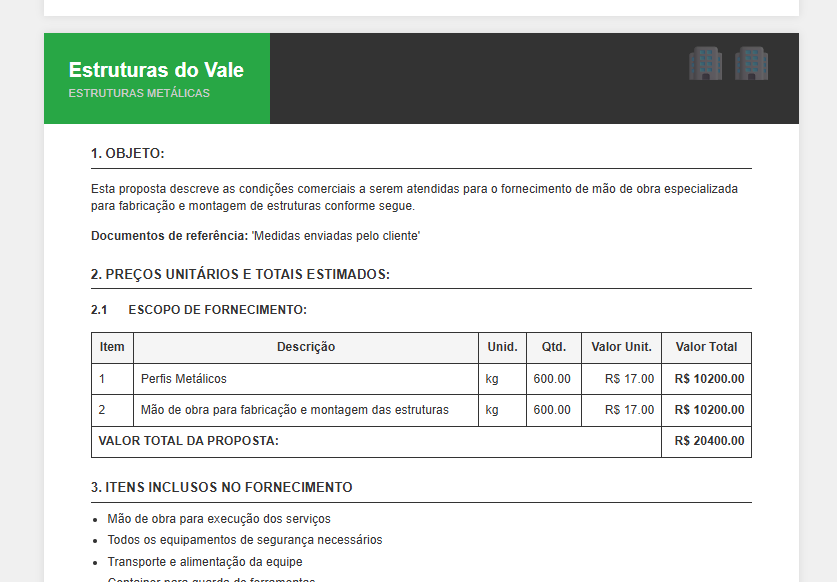 Estruturas do Vale
ESTRUTURAS METÁLICAS
1. OBJETO:
Esta proposta descreve as condições comerciais a serem atendidas para o fornecimento de mão de obra especializada
para fabricação e montagem de estruturas conforme segue.
Documentos de referência: 'Medidas enviadas pelo cliente'
2. PREÇOS UNITÁRIOS E TOTAIS ESTIMADOS:
2.1 ESCOPO DE FORNECIMENTO:
Item Descrição Unid. Qtd. Valor Unit. Valor Total
1 Perfis Metálicos kg 600.00 R$ 17.00 R$ 10200.00
2 Mão de obra para fabricação e montagem das estruturas kg 600.00 R$ 17.00 R$ 10200.00
VALOR TOTAL DA PROPOSTA: R$ 20400.00
3. ITENS INCLUSOS NO FORNECIMENTO
• Mão de obra para execução dos serviços
• Todos os equipamentos de segurança necessários
• Transporte e alimentação da equipe
• Container para guarda de ferramentas